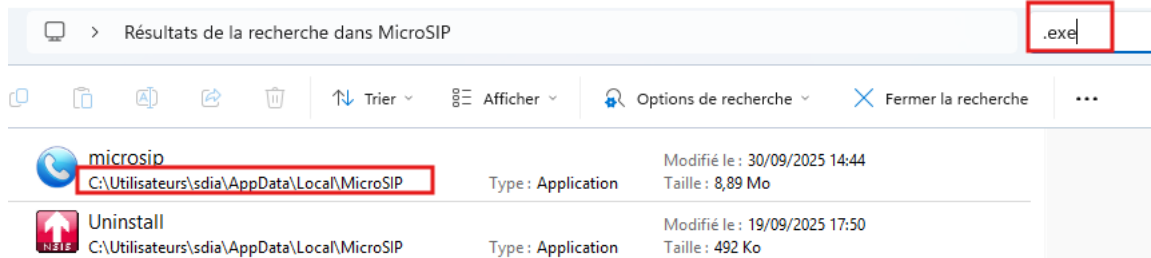 > Résultats de la recherche dans MicroSIP .exe
Trier Afficher Options de recherche Fermer la recherche ...
microsip Modifié le : 30/09/2025 14:44
C:\Utilisateurs\sdia\AppData\Local\MicroSIP Type : Application Taille : 8,89 Mo
Uninstall Modifié le : 19/09/2025 17:50
NSIS C:\Utilisateurs\sdia\AppData\Local\MicroSIP Type : Application Taille : 492 Ko